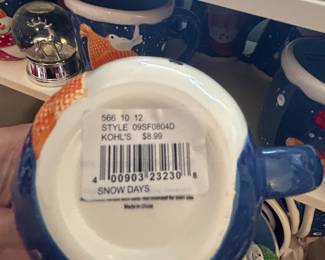 566 10 12
STYLE 09SF0804D
KOHL'S $8.99
4 00903 23230 8
SNOW DAYS
Made in China